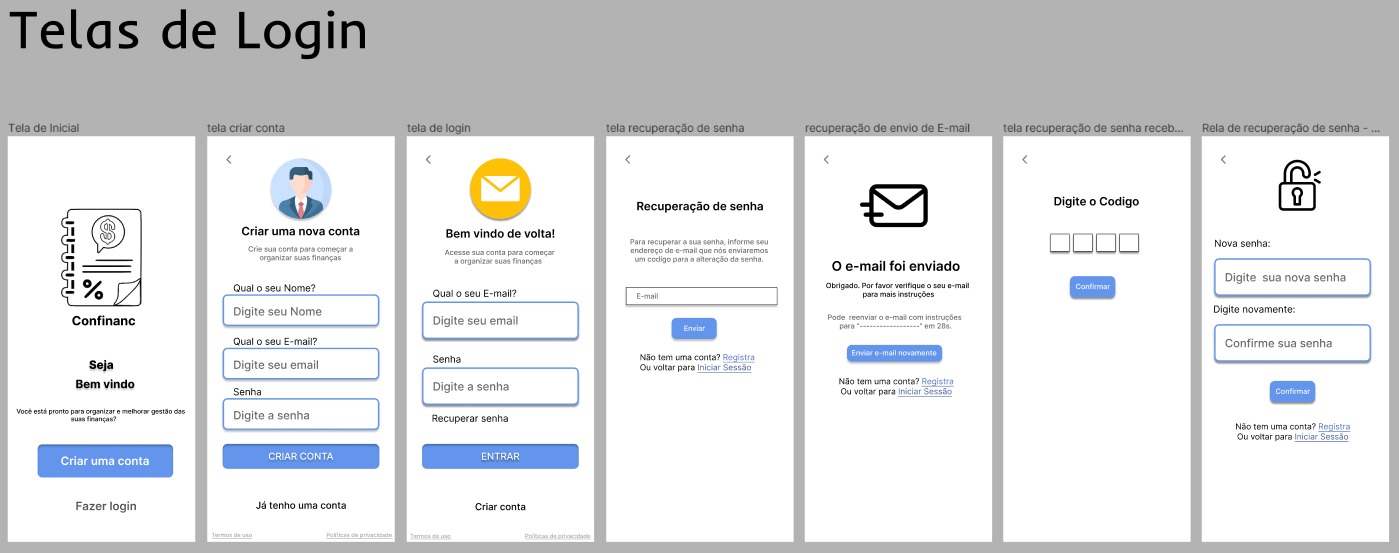 Telas de Login
Tela de Inicial
Confinanc
Seja
Bem vindo
Você está pronto para organizar e melhorar gestão das
suas finanças?
Criar uma conta
Fazer login
tela criar conta
Criar uma nova conta
Crie sua conta para começar a
organizar suas finanças
Qual o seu Nome?
Digite seu Nome
Qual o seu E-mail?
Digite seu email
Senha
Digite a senha
CRIAR CONTA
Já tenho uma conta
Termos de uso
Políticas de privacidade
tela de login
Bem vindo de volta!
Acesse sua conta para começar
a organizar suas finanças
Qual o seu E-mail?
Digite seu email
Senha
Digite a senha
Recuperar senha
ENTRAR
Criar conta
Termos de uso
Políticas de privacidade
tela recuperação de senha
Recuperação de senha
Para recuperar a sua senha, informe seu
endereço de e-mail que nós enviaremos
um codigo para a alteração da senha.
E-mail
Enviar
Não tem uma conta? Registra
Ou voltar para Iniciar Sessão
recuperação de envio de E-mail
O e-mail foi enviado
Obrigado. Por favor verifique o seu e-mail
para mais instruções
Pode reenviar o e-mail com instruções
para "------------------" em 28s.
Enviar e-mail novamente
Não tem uma conta? Registra
Ou voltar para Iniciar Sessão
tela recuperação de senha receb...
Digite o Codigo
Confirmar
Rela de recuperação de senha - ...
Nova senha:
Digite sua nova senha
Digite novamente:
Confirme sua senha
Confirmar
Não tem uma conta? Registra
Ou voltar para Iniciar Sessão